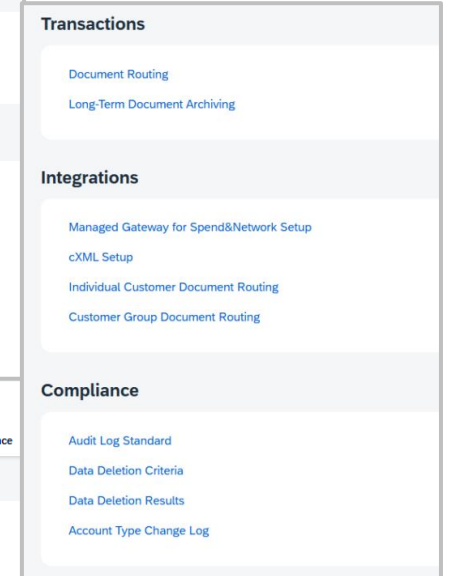 Transactions
Document Routing
Long-Term Document Archiving
Integrations
Managed Gateway for Spend&Network Setup
cXML Setup
Individual Customer Document Routing
Customer Group Document Routing
Compliance
Audit Log Standard
Data Deletion Criteria
Data Deletion Results
Account Type Change Log